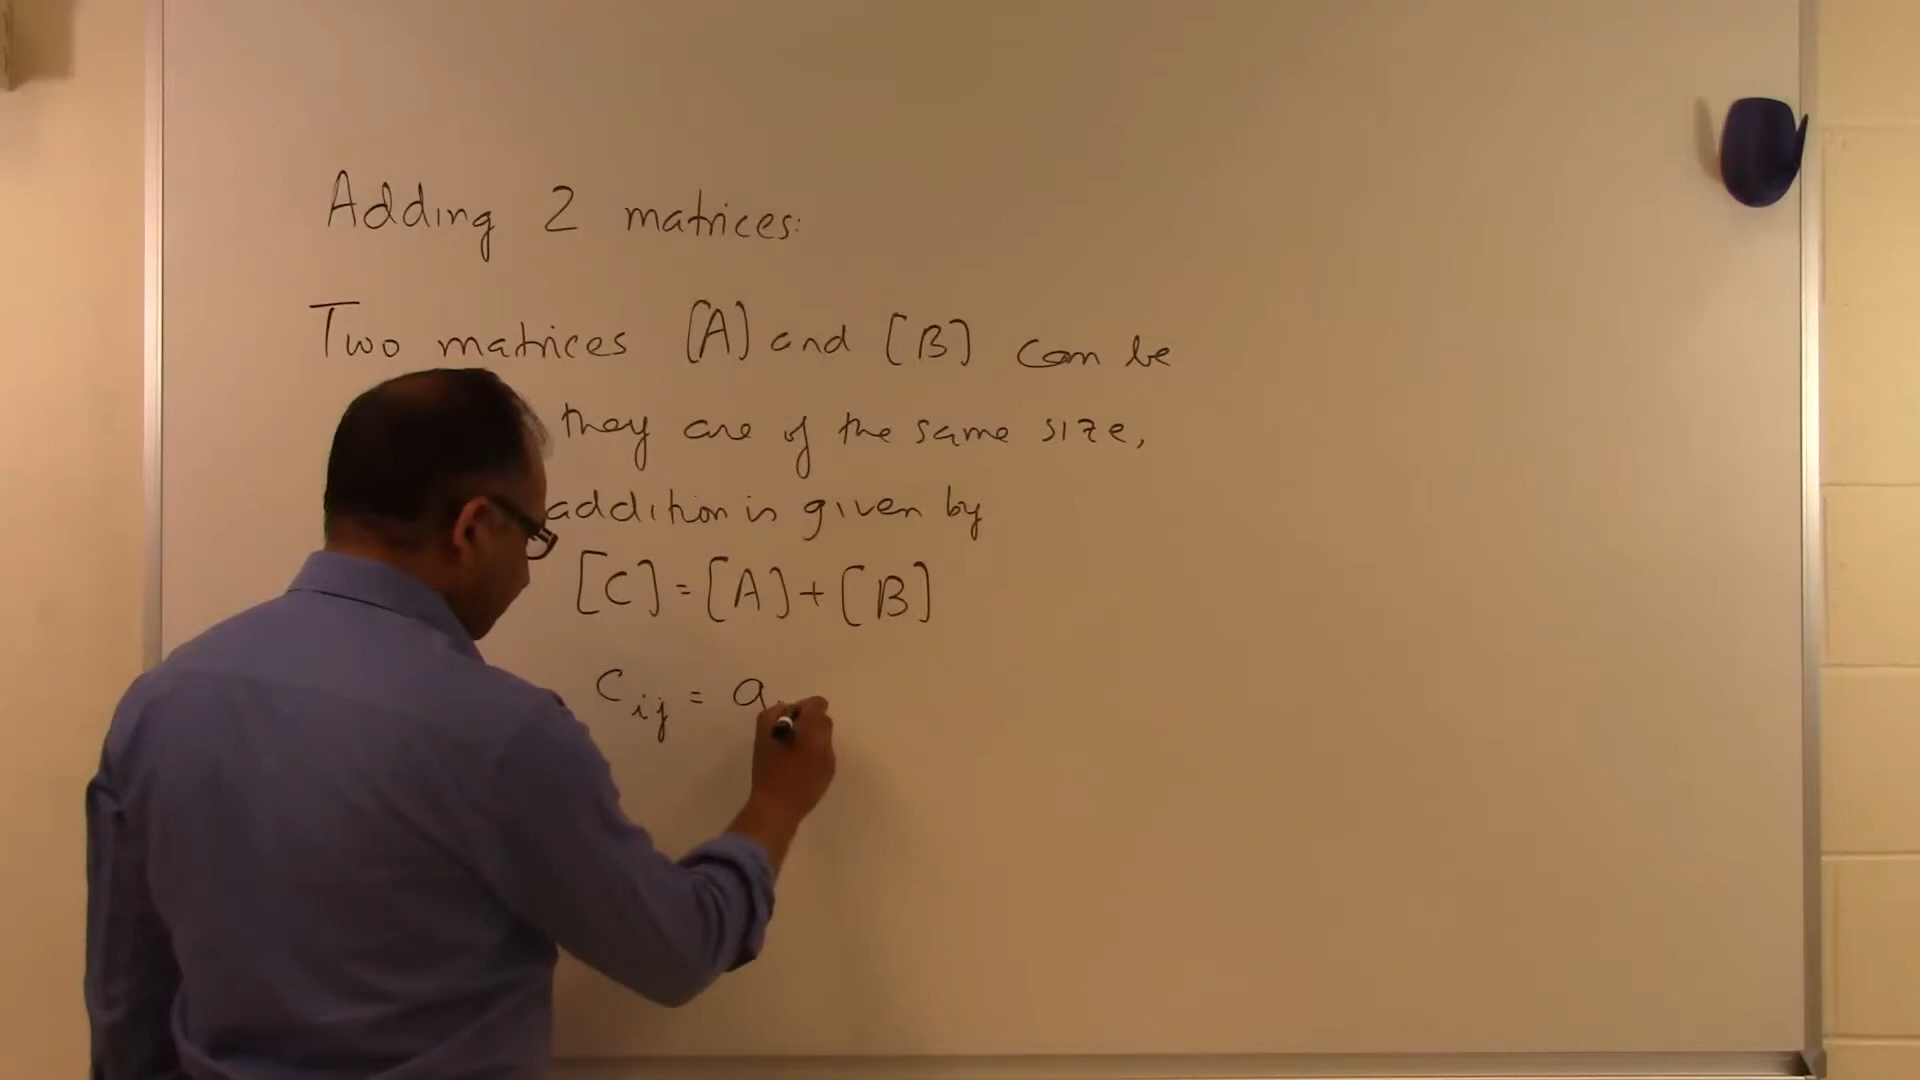 Adding 2 matrices:
Two matrices [A] and [B] can be
they are of the same size,
addition is given by
[C] = [A] + [B]
c_ij = a